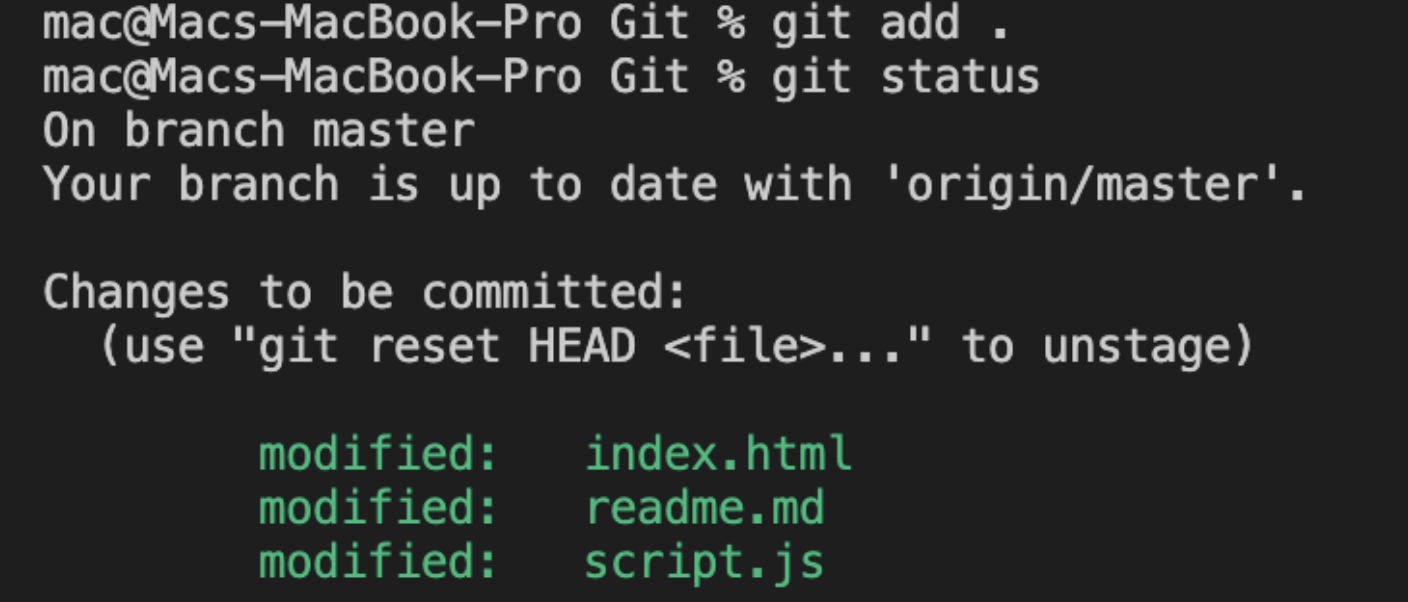 mac@Macs-MacBook-Pro Git % git add .
mac@Macs-MacBook-Pro Git % git status
On branch master
Your branch is up to date with 'origin/master'.
Changes to be committed:
(use "git reset HEAD <file>..." to unstage)
modified: index.html
modified: readme.md
modified: script.js